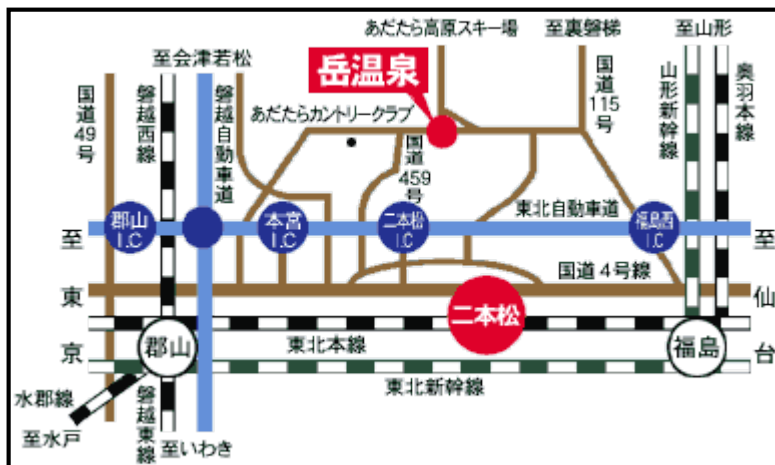 あだたら高原スキー場
至裏磐梯
至山形
至会津若松
岳温泉
国道49号
磐越西線
磐越自動車道
あだたらカントリークラブ
国道459号
国道115号
山形新幹線
奥羽本線
郡山I.C
本宮I.C
二本松I.C
東北自動車道
福島西I.C
至東京
国道4号線
至仙台
二本松
郡山
東北本線
福島
東北新幹線
水郡線
至水戸
磐越東線
至いわき